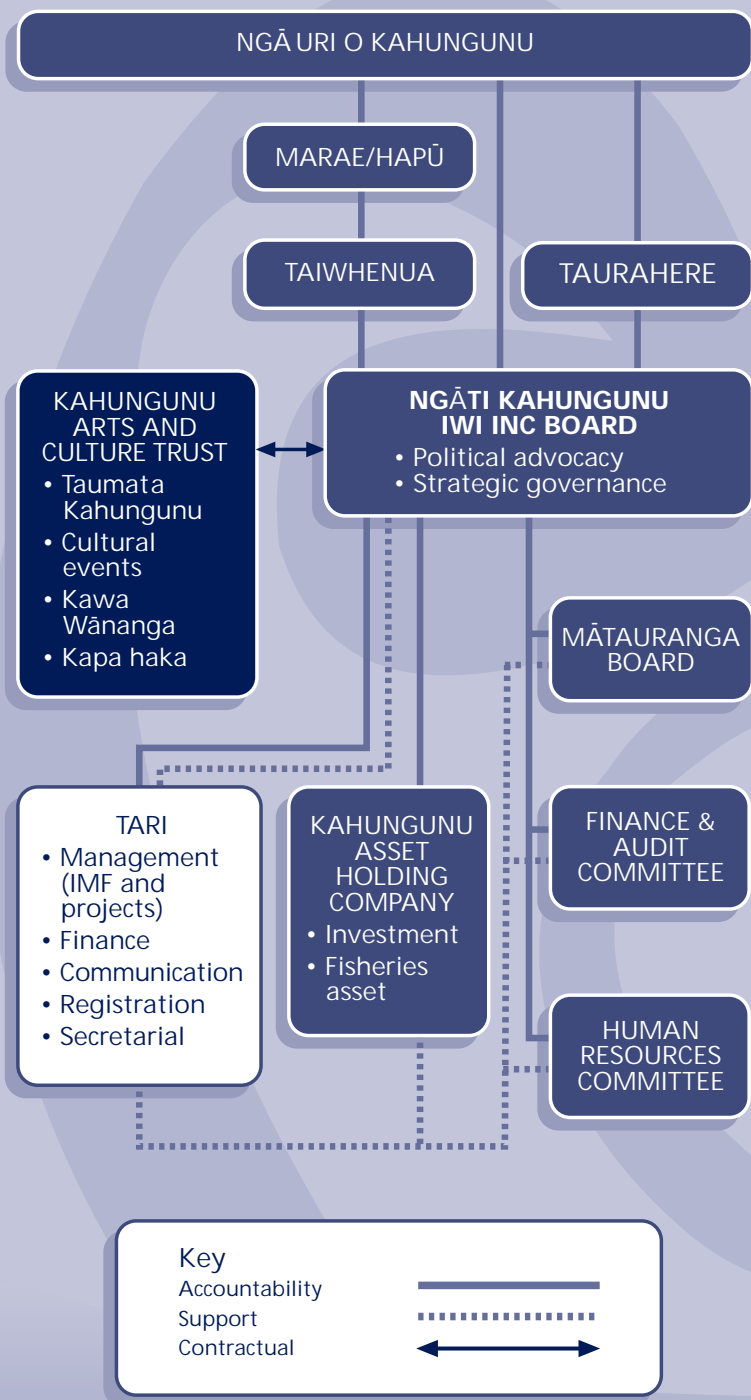 NGĀ URI O KAHUNGUNU
MARAE/HAPŪ
TAIWHENUA
TAURAHERE
KAHUNGUNU
ARTS AND
CULTURE TRUST
• Taumata
Kahungunu
• Cultural
events
• Kawa
Wānanga
• Kapa haka
NGĀTI KAHUNGUNU
IWI INC BOARD
• Political advocacy
• Strategic governance
MĀTAURANGA
BOARD
TARI
• Management
(IMF and
projects)
• Finance
• Communication
• Registration
• Secretarial
KAHUNGUNU
ASSET
HOLDING
COMPANY
• Investment
• Fisheries
asset
FINANCE &
AUDIT
COMMITTEE
HUMAN
RESOURCES
COMMITTEE
Key
Accountability
Support
Contractual